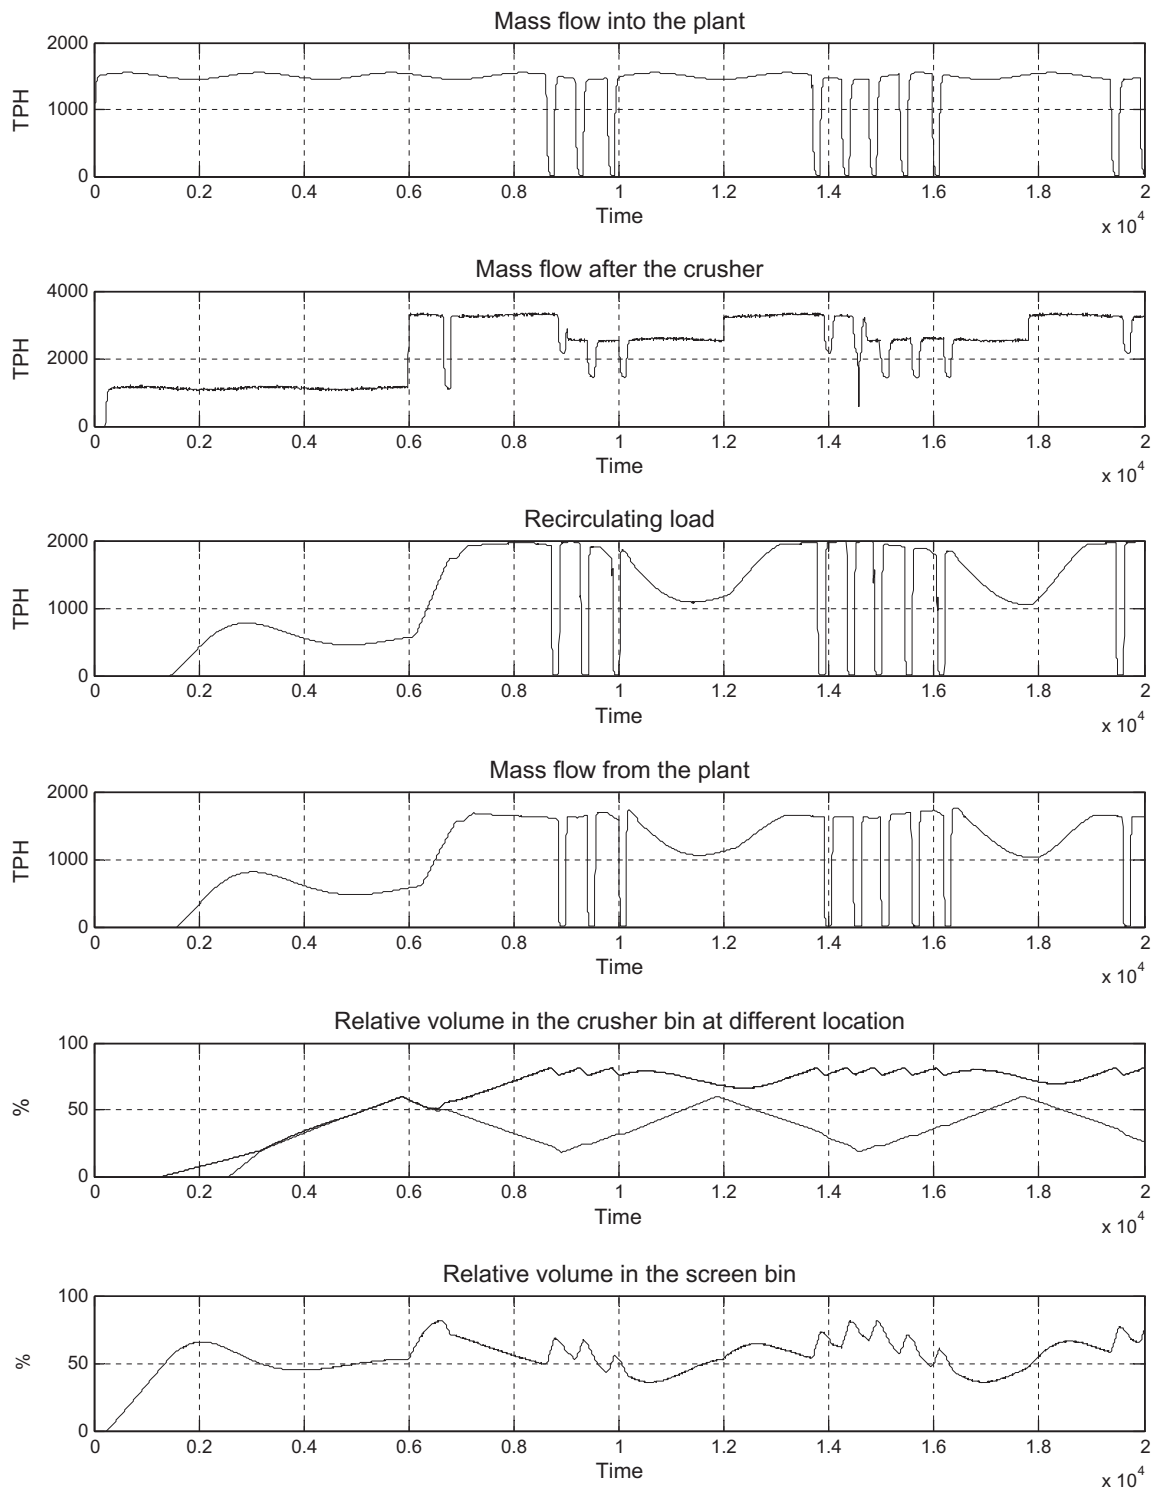 Mass flow into the plant
2000
1000
0
TPH
0 0.2 0.4 0.6 0.8 1 1.2 1.4 1.6 1.8 2
Time
x 10^4
Mass flow after the crusher
4000
2000
0
TPH
0 0.2 0.4 0.6 0.8 1 1.2 1.4 1.6 1.8 2
Time
x 10^4
Recirculating load
2000
1000
0
TPH
0 0.2 0.4 0.6 0.8 1 1.2 1.4 1.6 1.8 2
Time
x 10^4
Mass flow from the plant
2000
1000
0
TPH
0 0.2 0.4 0.6 0.8 1 1.2 1.4 1.6 1.8 2
Time
x 10^4
Relative volume in the crusher bin at different location
100
50
0
%
0 0.2 0.4 0.6 0.8 1 1.2 1.4 1.6 1.8 2
Time
x 10^4
Relative volume in the screen bin
100
50
0
%
0 0.2 0.4 0.6 0.8 1 1.2 1.4 1.6 1.8 2
Time
x 10^4